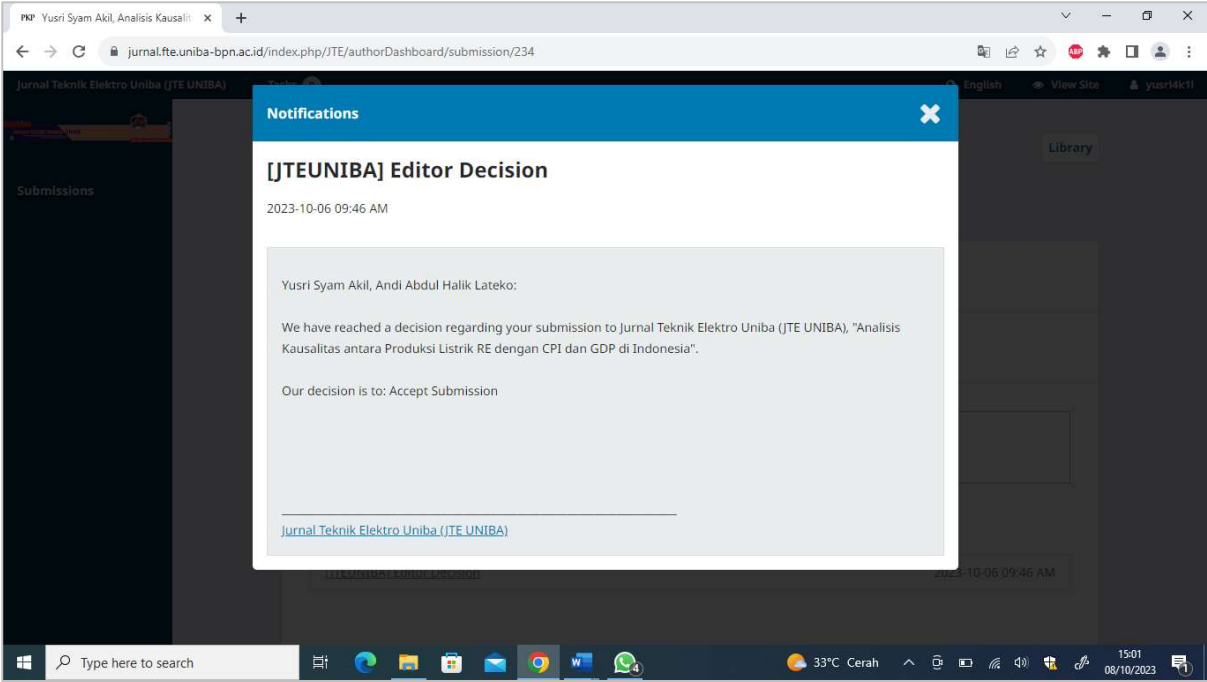 PKP Yusri Syam Akil, Analisis Kausalit
jurnal.fte.uniba-bpn.ac.id/index.php/JTE/authorDashboard/submission/234
ABP
Jurnal Teknik Elektro Uniba (JTE UNIBA)
Tasks
English
View Site
yusri4k1l
Library
Submissions
Notifications
[JTEUNIBA] Editor Decision
2023-10-06 09:46 AM
Yusri Syam Akil, Andi Abdul Halik Lateko:
We have reached a decision regarding your submission to Jurnal Teknik Elektro Uniba (JTE UNIBA), "Analisis
Kausalitas antara Produksi Listrik RE dengan CPI dan GDP di Indonesia".
Our decision is to: Accept Submission
Jurnal Teknik Elektro Uniba (JTE UNIBA)
[JTEUNIBA] Editor Decision
2023-10-06 09:46 AM
Type here to search
4
33°C Cerah
15:01
08/10/2023
1